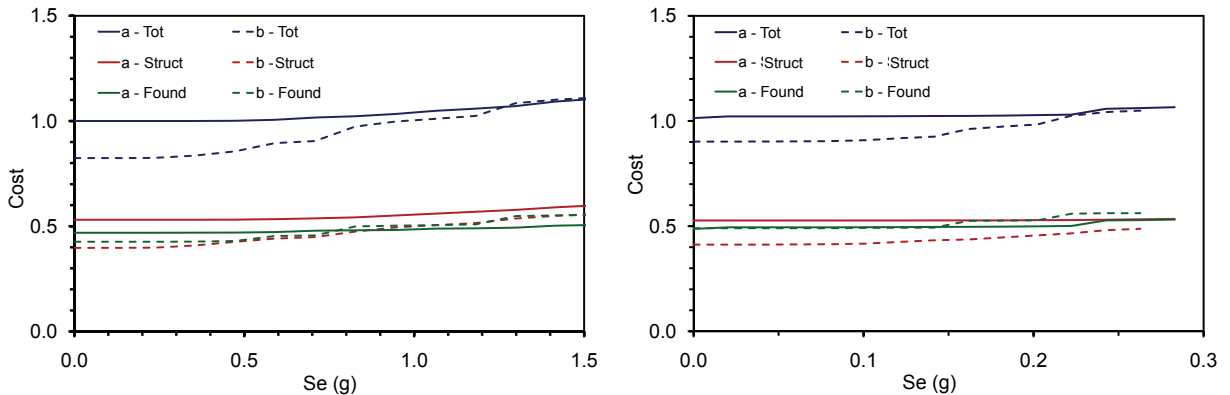 1.5
a - Tot
b - Tot
a - Struct
b - Struct
a - Found
b - Found
1.0
Cost
0.5
0.0
0.0
0.5
1.0
1.5
Se (g)
1.5
a - Tot
b - Tot
a - Struct
b - Struct
a - Found
b - Found
1.0
Cost
0.5
0.0
0.0
0.1
0.2
0.3
Se (g)